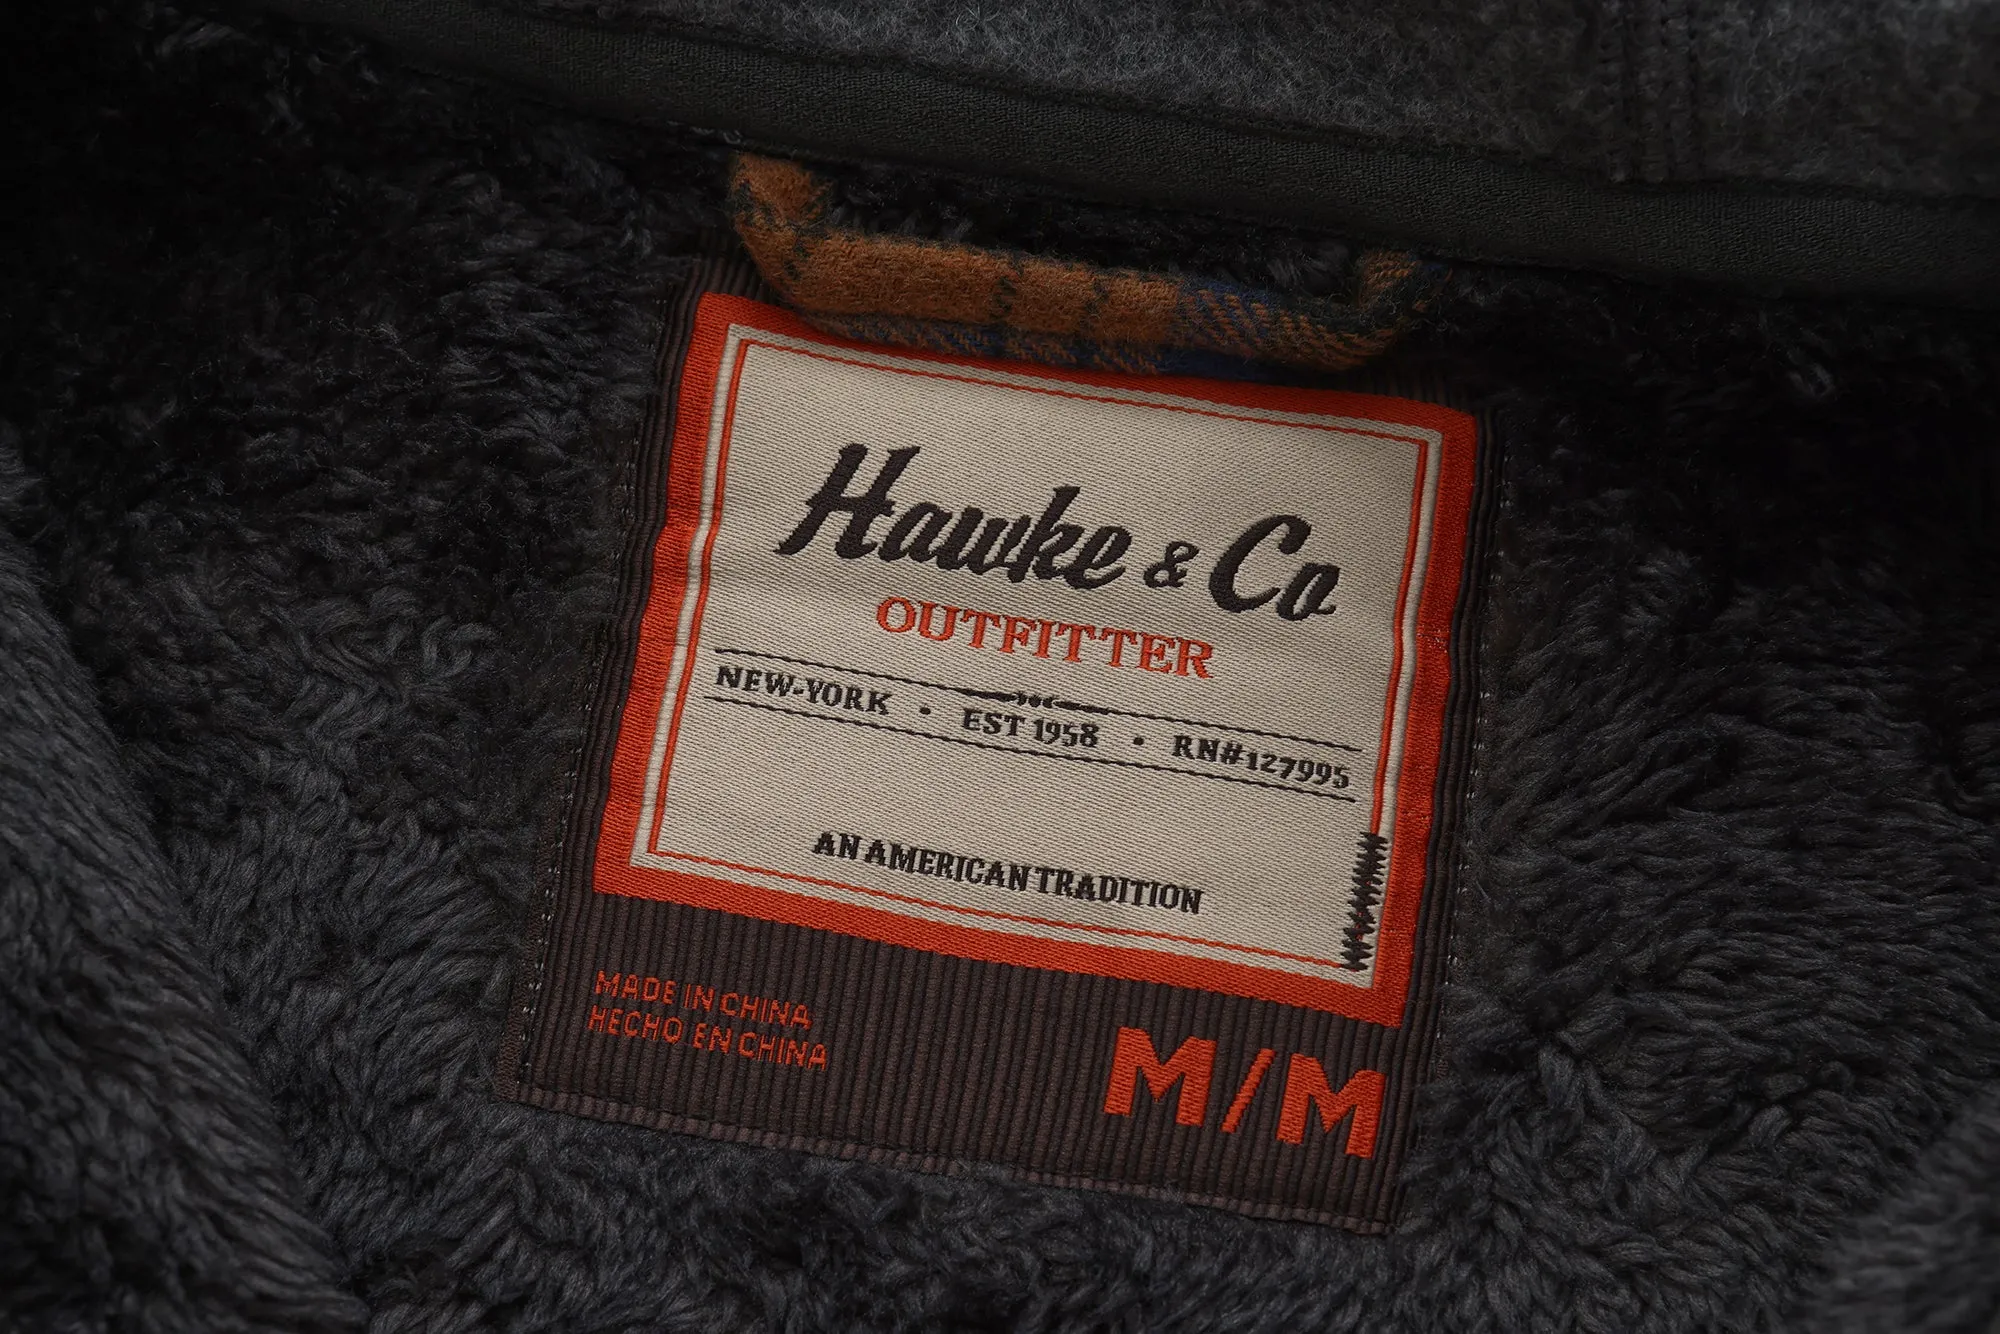 Hawke & Co
OUTFITTER
NEW-YORK • EST 1958 • RN#127995
AN AMERICAN TRADITION
MADE IN CHINA
HECHO EN CHINA
M/M